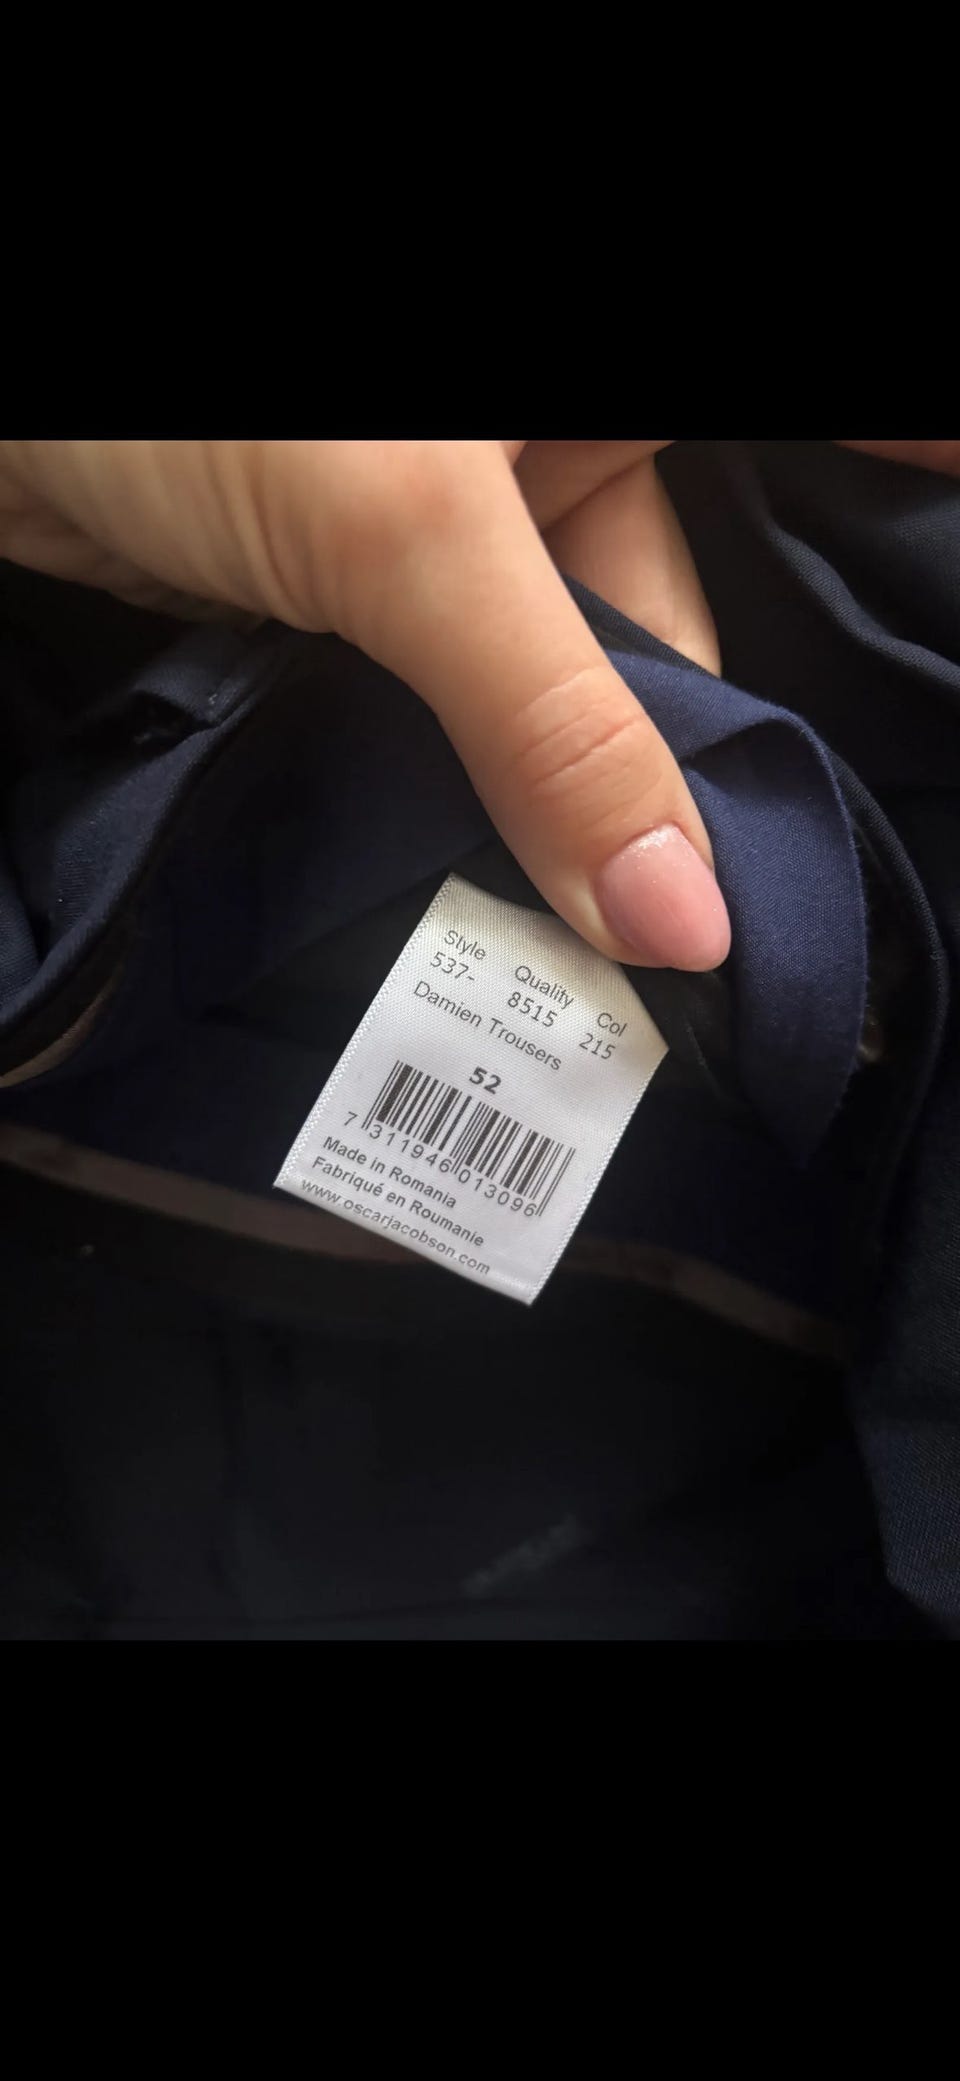 Style Quality Col
537- 8515 215
Damien Trousers
52
7 311946 013096
Made in Romania
Fabriqué en Roumanie
www.oscarjacobson.com